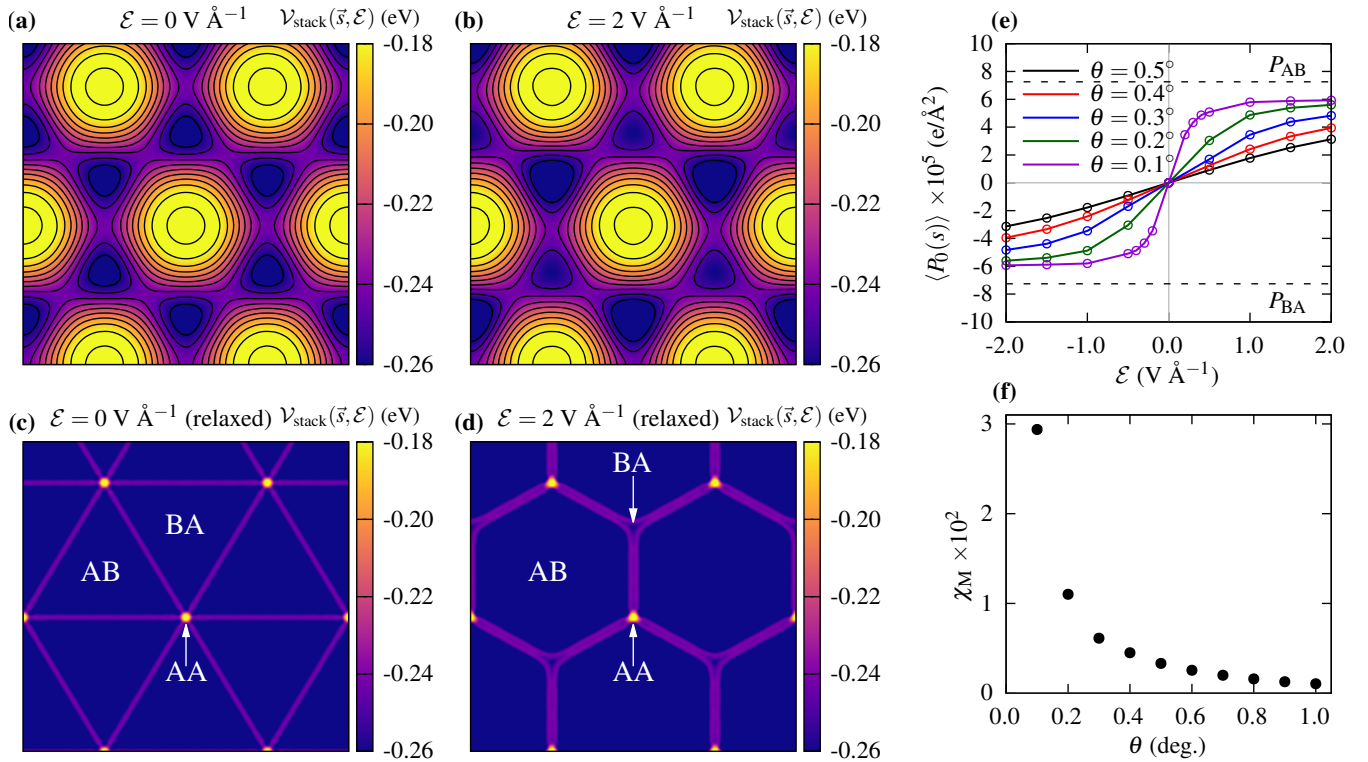 (a) ℰ = 0 V Å⁻¹ 𝒱stack(s⃗,ℰ) (eV)
-0.18
-0.20
-0.22
-0.24
-0.26
(b) ℰ = 2 V Å⁻¹ 𝒱stack(s⃗,ℰ) (eV)
-0.18
-0.20
-0.22
-0.24
-0.26
(e)
⟨P₀(s)⟩ ×10⁵ (e/Å²)
10
8
6
4
2
0
-2
-4
-6
-8
-10
θ = 0.5
θ = 0.4
θ = 0.3
θ = 0.2
θ = 0.1
P_AB
P_BA
-2.0 -1.0 0.0 1.0 2.0
ℰ (V Å⁻¹)
(c) ℰ = 0 V Å⁻¹ (relaxed) 𝒱stack(s⃗,ℰ) (eV)
BA
AB
AA
-0.18
-0.20
-0.22
-0.24
-0.26
(d) ℰ = 2 V Å⁻¹ (relaxed) 𝒱stack(s⃗,ℰ) (eV)
BA
AB
AA
-0.18
-0.20
-0.22
-0.24
-0.26
(f)
χ_M ×10²
3
2
1
0
0.0 0.2 0.4 0.6 0.8 1.0
θ (deg.)